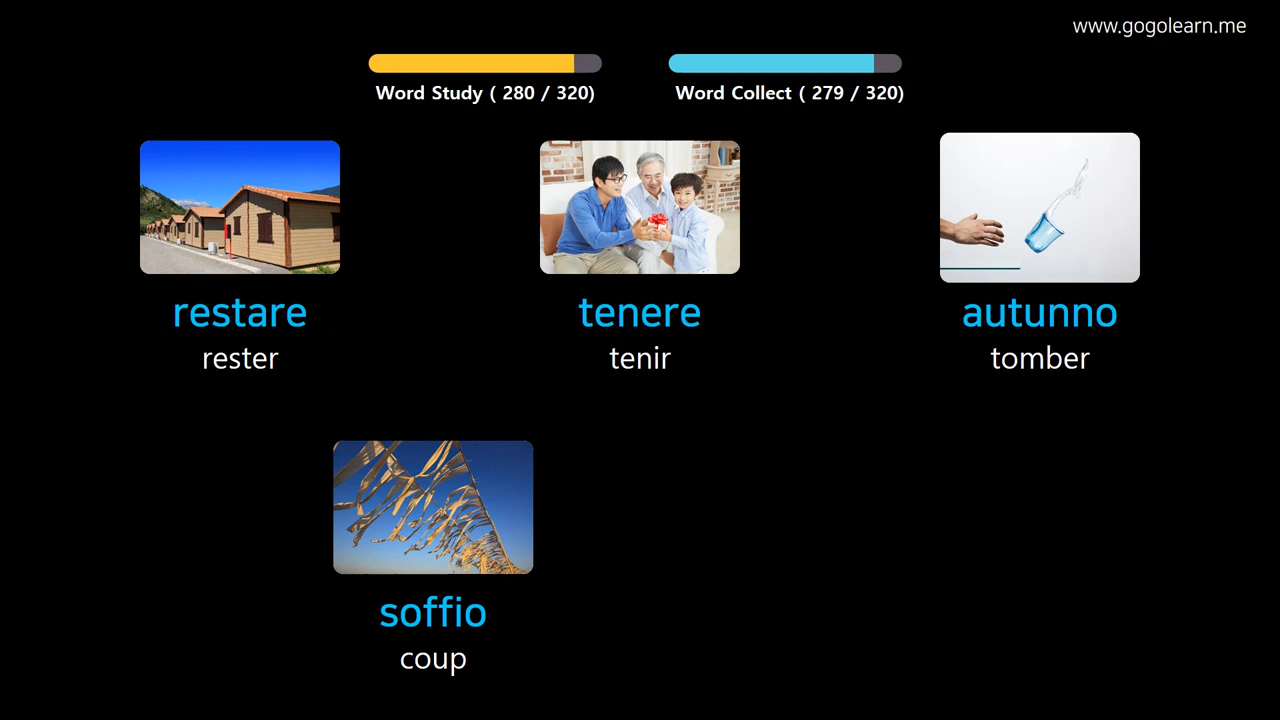 www.gogolearn.me
Word Study ( 280 / 320)
Word Collect ( 279 / 320)
restare
rester
tenere
tenir
autunno
tomber
soffio
coup